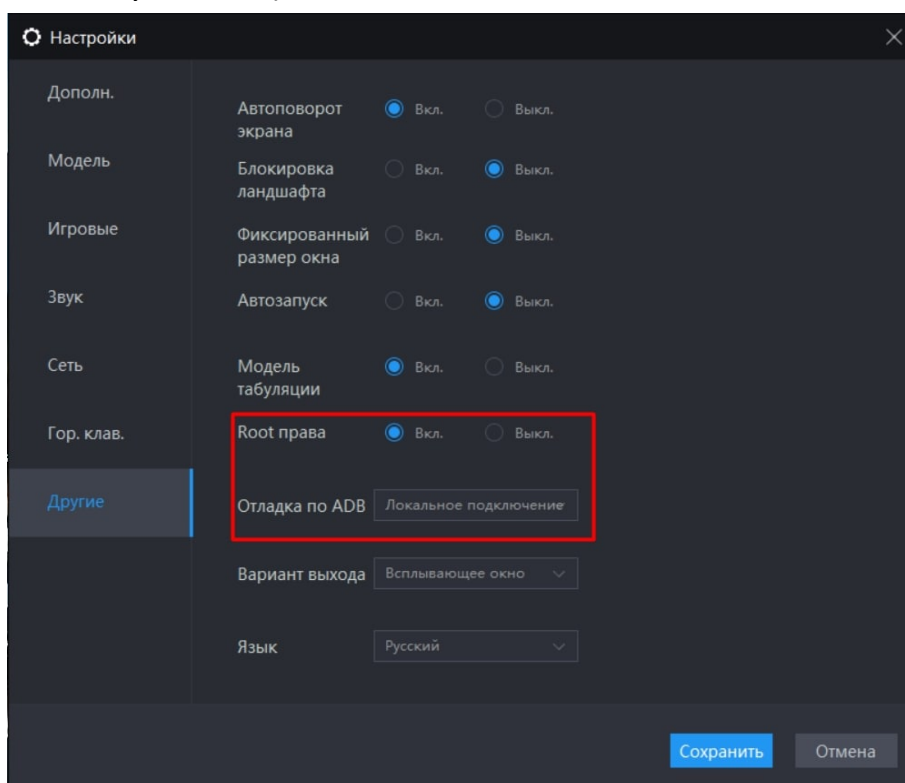 Настройки
Дополн.
Модель
Игровые
Звук
Сеть
Гор. клав.
Другие
Автоповорот экрана
Вкл.
Выкл.
Блокировка ландшафта
Вкл.
Выкл.
Фиксированный размер окна
Вкл.
Выкл.
Автозапуск
Вкл.
Выкл.
Модель табуляции
Вкл.
Выкл.
Root права
Вкл.
Выкл.
Отладка по ADB
Локальное подключение
Вариант выхода
Всплывающее окно
Язык
Русский
Сохранить
Отмена